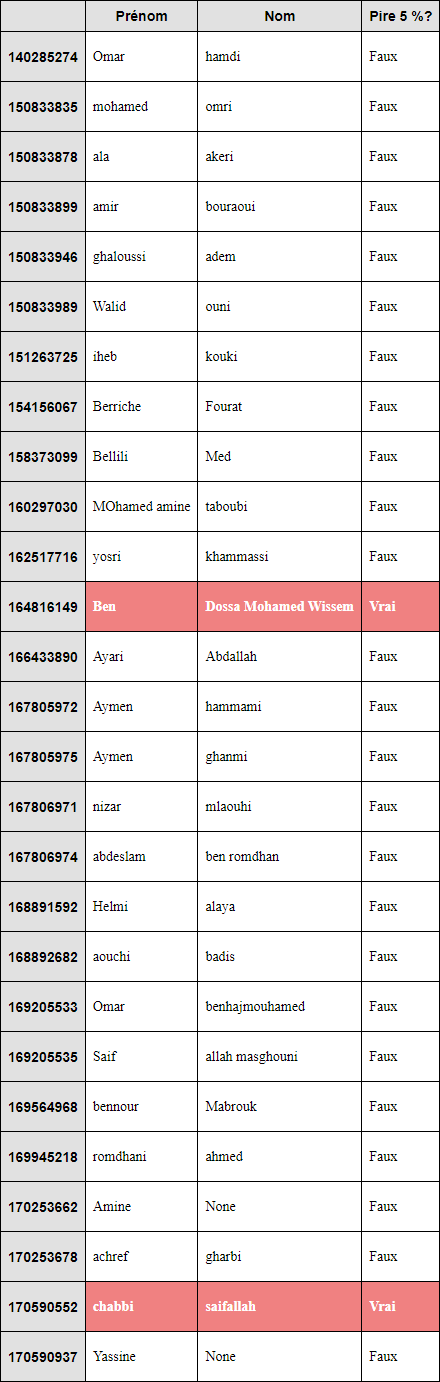 Prénom Nom Pire 5 %?
140285274 Omar hamdi Faux
150833835 mohamed omri Faux
150833878 ala akeri Faux
150833899 amir bouraoui Faux
150833946 ghaloussi adem Faux
150833989 Walid ouni Faux
151263725 iheb kouki Faux
154156067 Berriche Fourat Faux
158373099 Bellili Med Faux
160297030 MOhamed amine taboubi Faux
162517716 yosri khammassi Faux
164816149 Ben Dossa Mohamed Wissem Vrai
166433890 Ayari Abdallah Faux
167805972 Aymen hammami Faux
167805975 Aymen ghanmi Faux
167806971 nizar mlaouhi Faux
167806974 abdeslam ben romdhan Faux
168891592 Helmi alaya Faux
168892682 aouchi badis Faux
169205533 Omar benhajmouhamed Faux
169205535 Saif allah masghouni Faux
169564968 bennour Mabrouk Faux
169945218 romdhani ahmed Faux
170253662 Amine None Faux
170253678 achref gharbi Faux
170590552 chabbi saifallah Vrai
170590937 Yassine None Faux